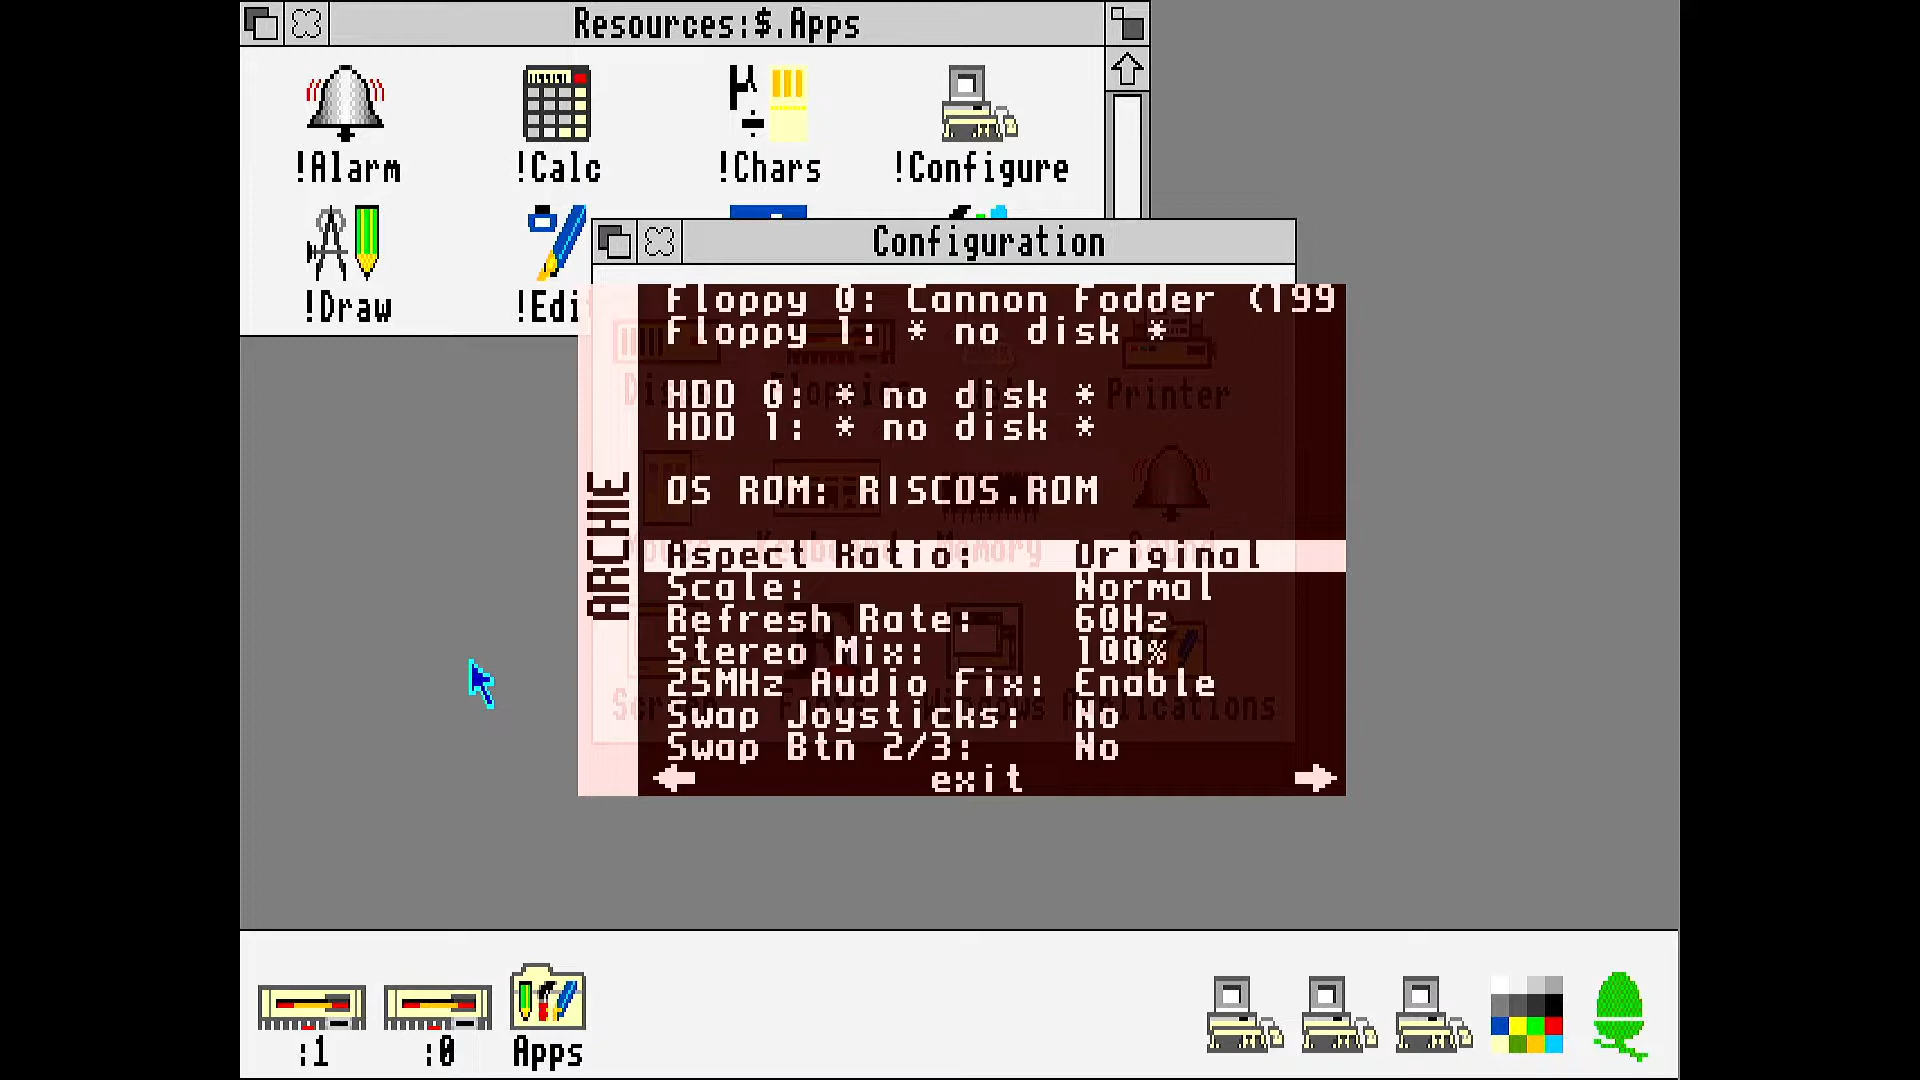 Resources:$.Apps
!Alarm !Calc !Chars !Configure
!Draw !Edi
Configuration
ARCHIE
Floppy 0: Cannon Fodder (199
Floppy 1: * no disk *
HDD 0: * no disk *
HDD 1: * no disk *
Printer
OS ROM: RISCOS.ROM
Aspect Ratio: Original
Scale: Normal
Refresh Rate: 60Hz
Stereo Mix: 100%
25MHz Audio Fix: Enable
Swap Joysticks: No
Swap Btn 2/3: No
exit
:1 :0 Apps